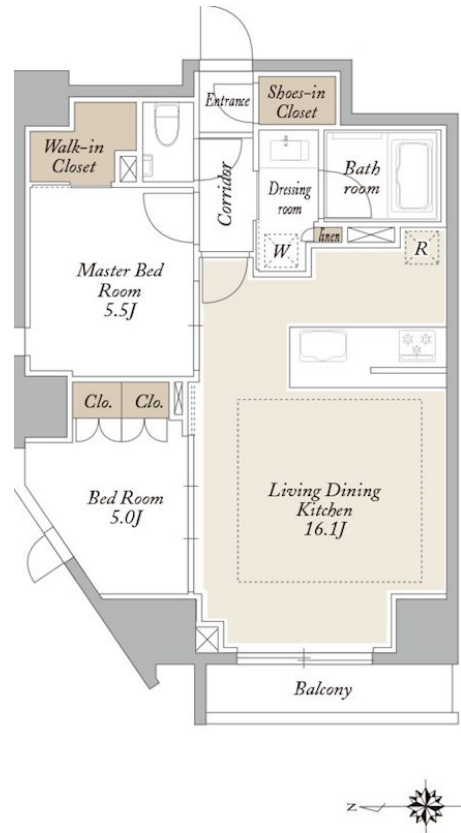 Entrance
Shoes-in
Closet
Walk-in
Closet
Corridor
Dressing
room
Bath
room
W
linen
R
Master Bed
Room
5.5J
Clo.
Clo.
Bed Room
5.0J
Living Dining
Kitchen
16.1J
Balcony
N